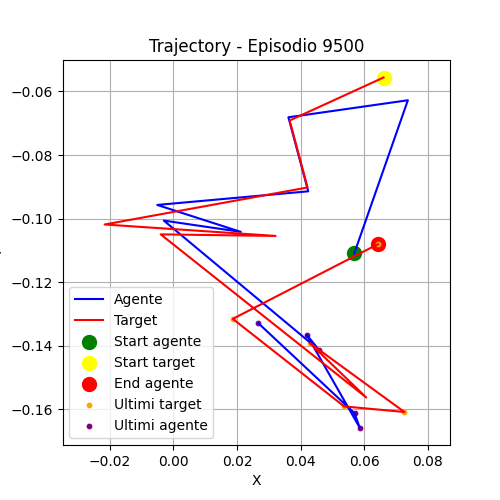 Trajectory - Episodio 9500
−0.06
−0.08
−0.10
−0.12
−0.14
−0.16
Agente
Target
Start agente
Start target
End agente
Ultimi target
Ultimi agente
−0.02
0.00
0.02
0.04
0.06
0.08
X